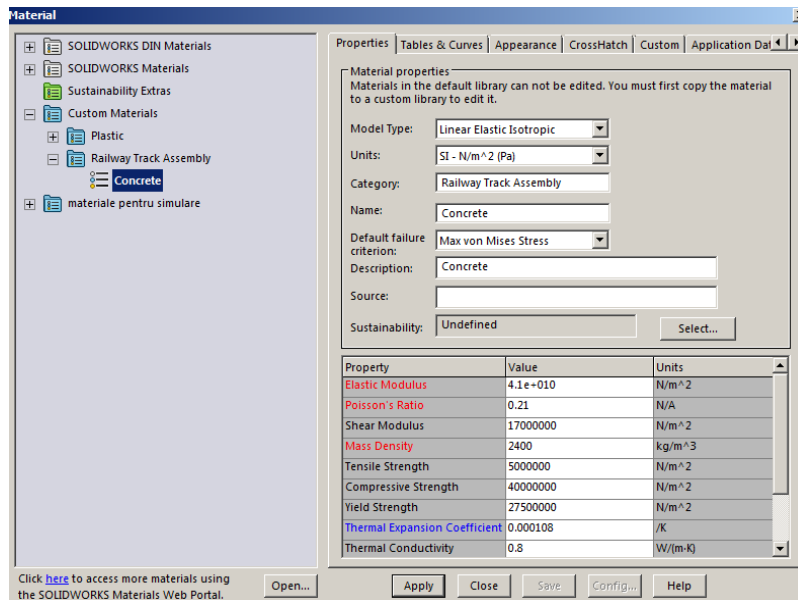 Material
SOLIDWORKS DIN Materials
SOLIDWORKS Materials
Sustainability Extras
Custom Materials
Plastic
Railway Track Assembly
Concrete
materiale pentru simulare
Click here to access more materials using
the SOLIDWORKS Materials Web Portal.
Open...
Properties Tables & Curves Appearance CrossHatch Custom Application Dat
Material properties
Materials in the default library can not be edited. You must first copy the material
to a custom library to edit it.
Model Type: Linear Elastic Isotropic
Units: SI - N/m^2 (Pa)
Category: Railway Track Assembly
Name: Concrete
Default failure
criterion: Max von Mises Stress
Description: Concrete
Source:
Sustainability: Undefined Select...
Property Value Units
Elastic Modulus 4.1e+010 N/m^2
Poisson's Ratio 0.21 N/A
Shear Modulus 17000000 N/m^2
Mass Density 2400 kg/m^3
Tensile Strength 5000000 N/m^2
Compressive Strength 40000000 N/m^2
Yield Strength 27500000 N/m^2
Thermal Expansion Coefficient 0.000108 /K
Thermal Conductivity 0.8 W/(m·K)
Apply Close Save Config... Help